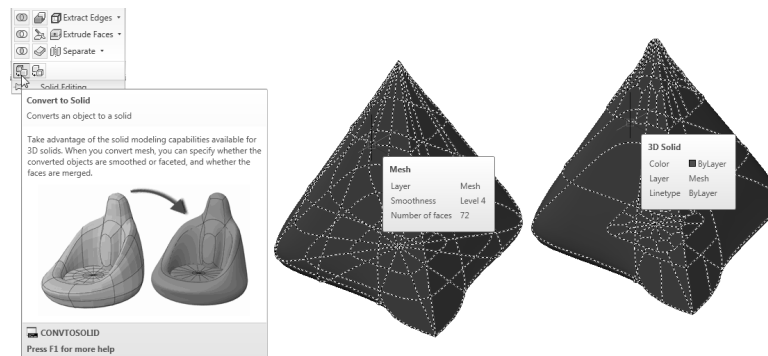 Extract Edges
Extrude Faces
Separate
Solid Editing
Convert to Solid
Converts an object to a solid
Take advantage of the solid modeling capabilities available for
3D solids. When you convert mesh, you can specify whether the
converted objects are smoothed or faceted, and whether the
faces are merged.
CONVTOSOLID
Press F1 for more help
Mesh
Layer Mesh
Smoothness Level 4
Number of faces 72
3D Solid
Color ByLayer
Layer Mesh
Linetype ByLayer